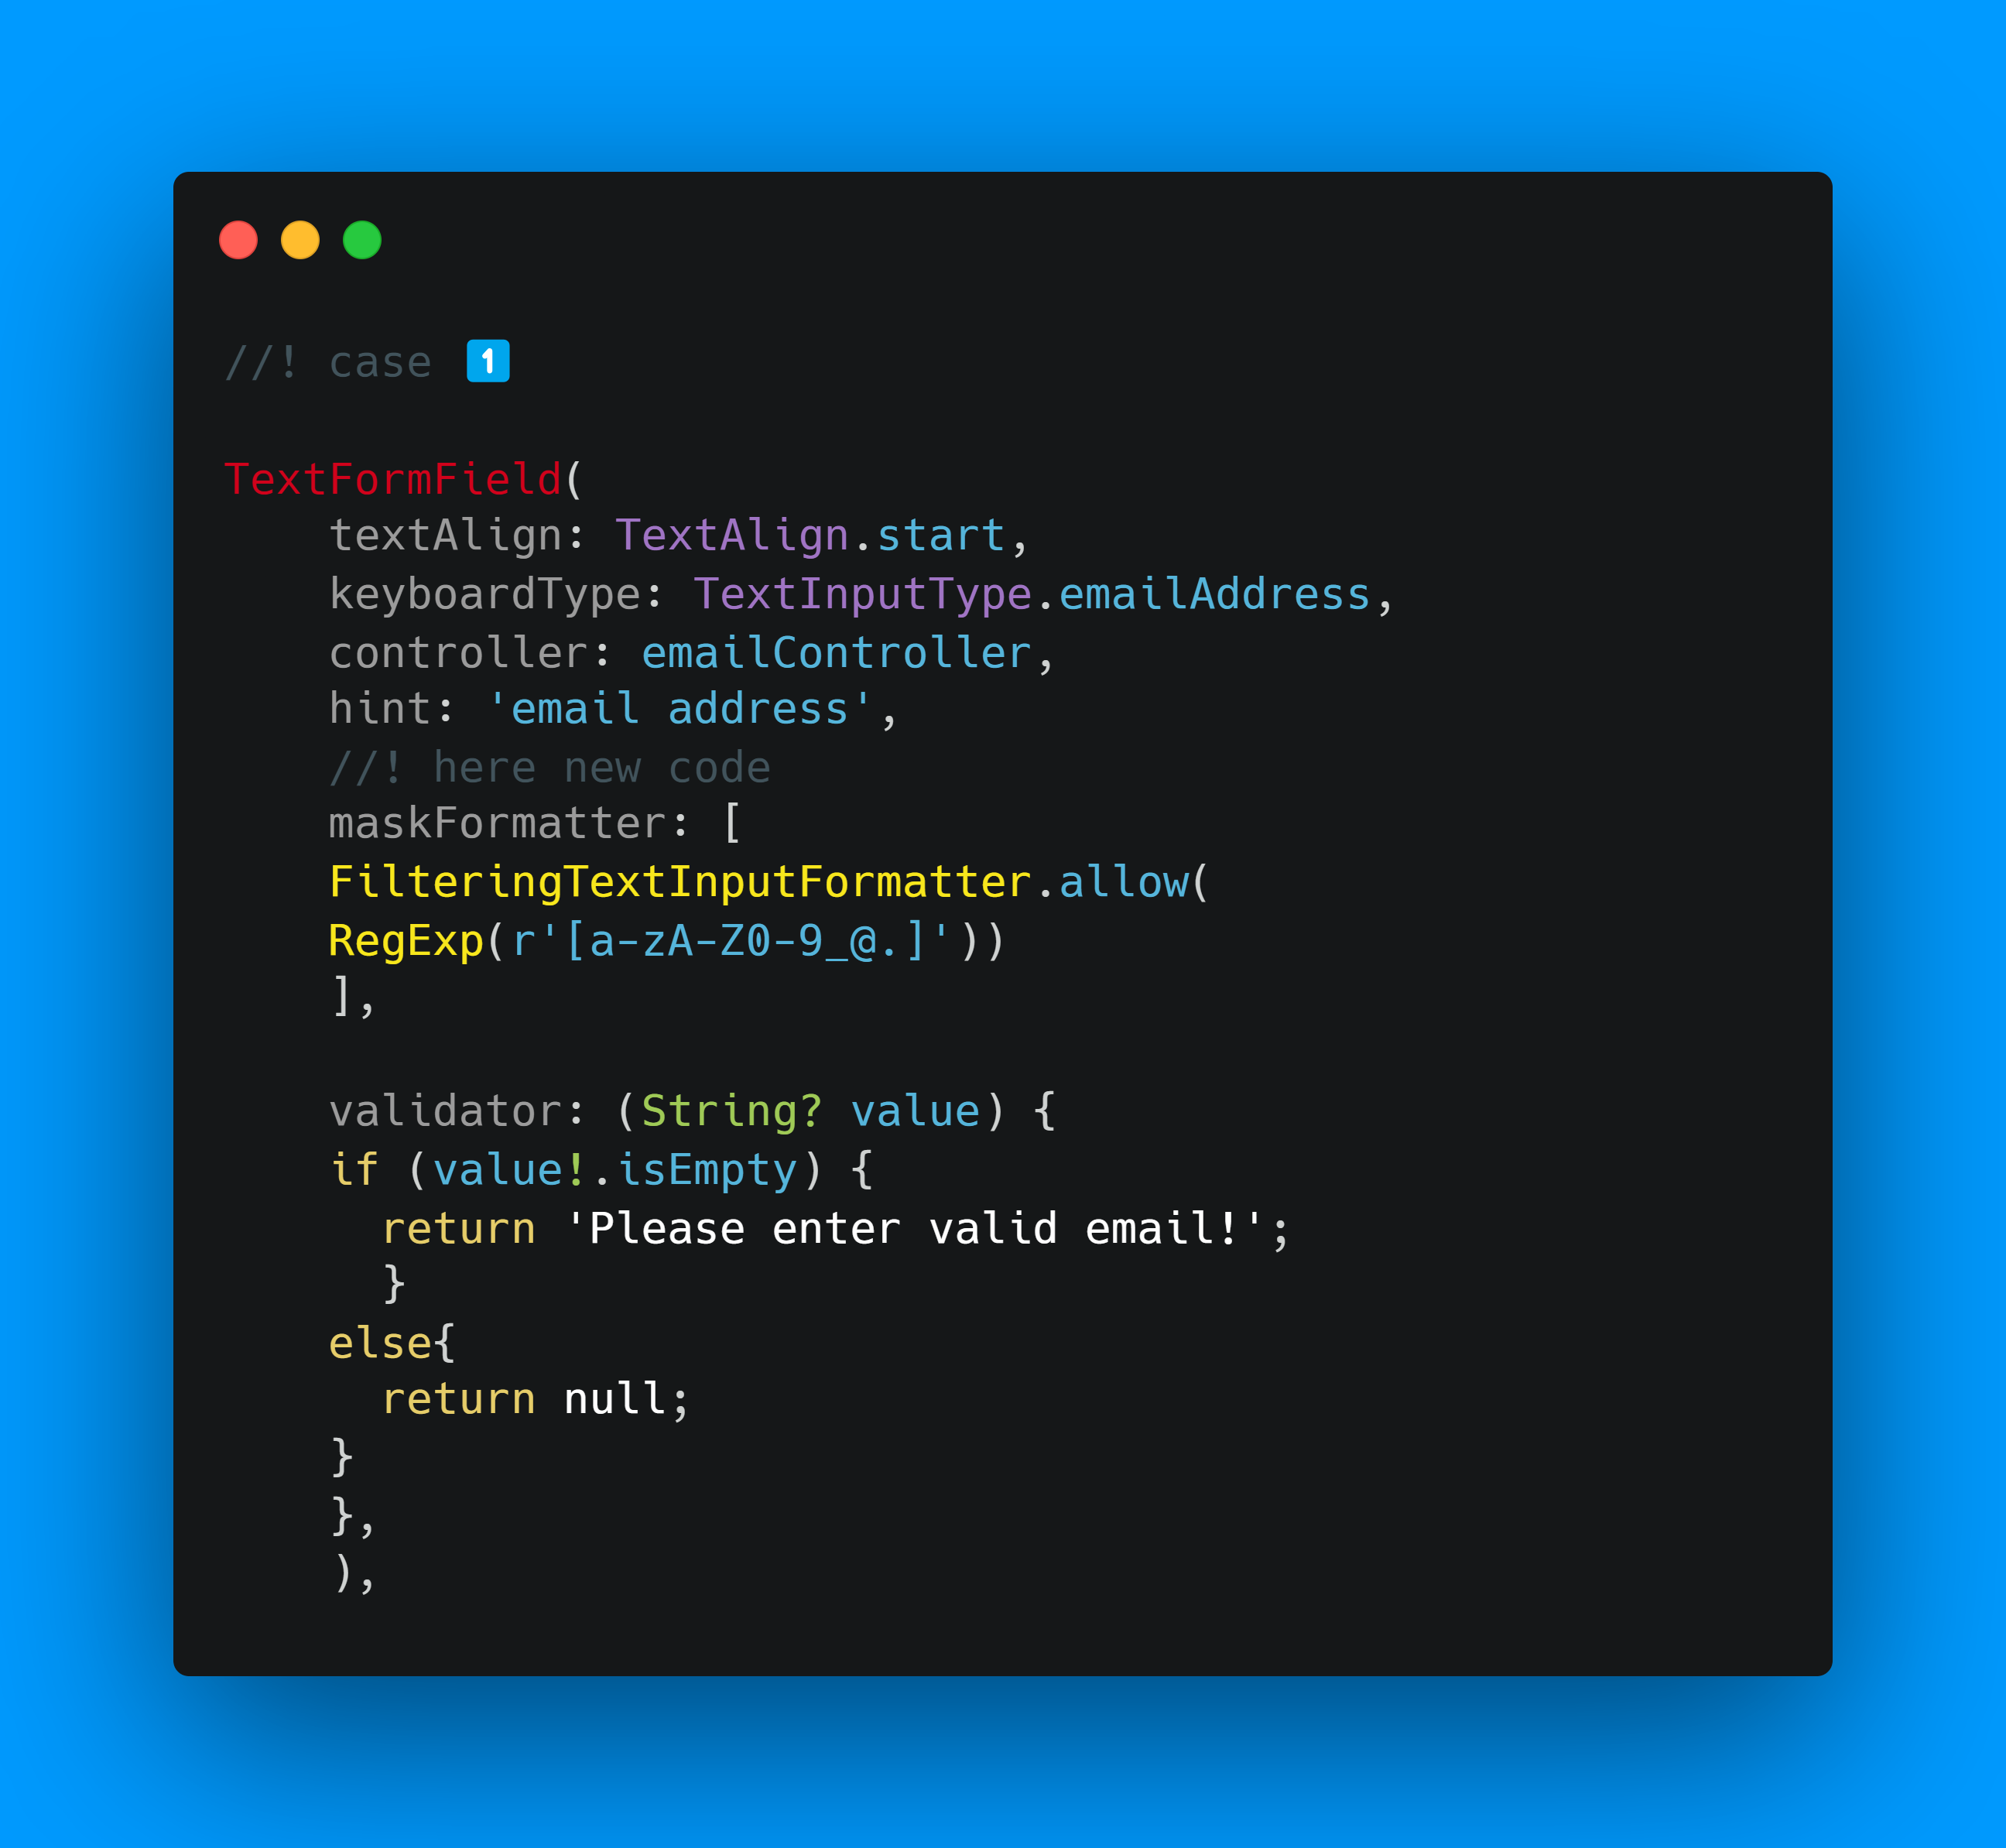 //! case 1️⃣
TextFormField(
    textAlign: TextAlign.start,
    keyboardType: TextInputType.emailAddress,
    controller: emailController,
    hint: 'email address',
    //! here new code
    maskFormatter: [
    FilteringTextInputFormatter.allow(
    RegExp(r'[a-zA-Z0-9_@.]'))
    ],
    validator: (String? value) {
    if (value!.isEmpty) {
      return 'Please enter valid email!';
      }
    else{
      return null;
    }
    },
    ),